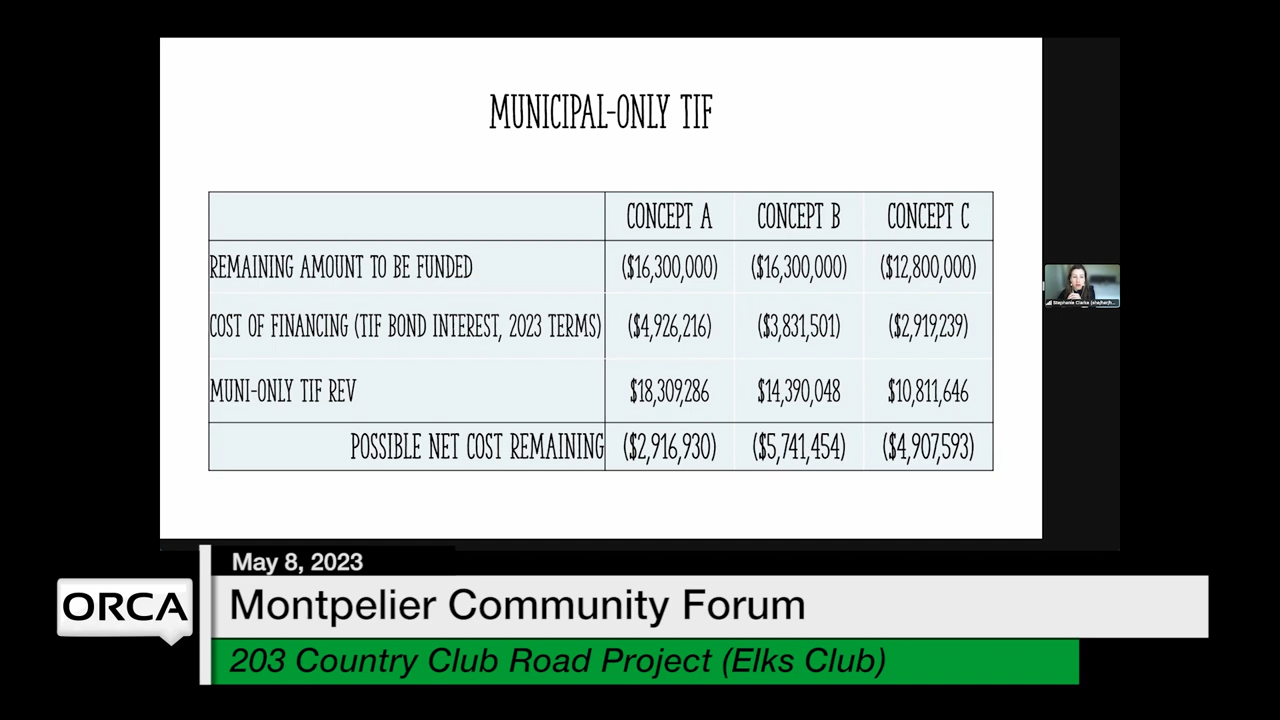 MUNICIPAL-ONLY TIF
CONCEPT A CONCEPT B CONCEPT C
REMAINING AMOUNT TO BE FUNDED ($16,300,000) ($16,300,000) ($12,800,000)
COST OF FINANCING (TIF BOND INTEREST, 2023 TERMS) ($4,926,216) ($3,831,501) ($2,919,239)
MUNI-ONLY TIF REV $18,309,286 $14,390,048 $10,811,646
POSSIBLE NET COST REMAINING ($2,916,930) ($5,741,454) ($4,907,593)
Stephanie Clarke
May 8, 2023
ORCA
Montpelier Community Forum
203 Country Club Road Project (Elks Club)